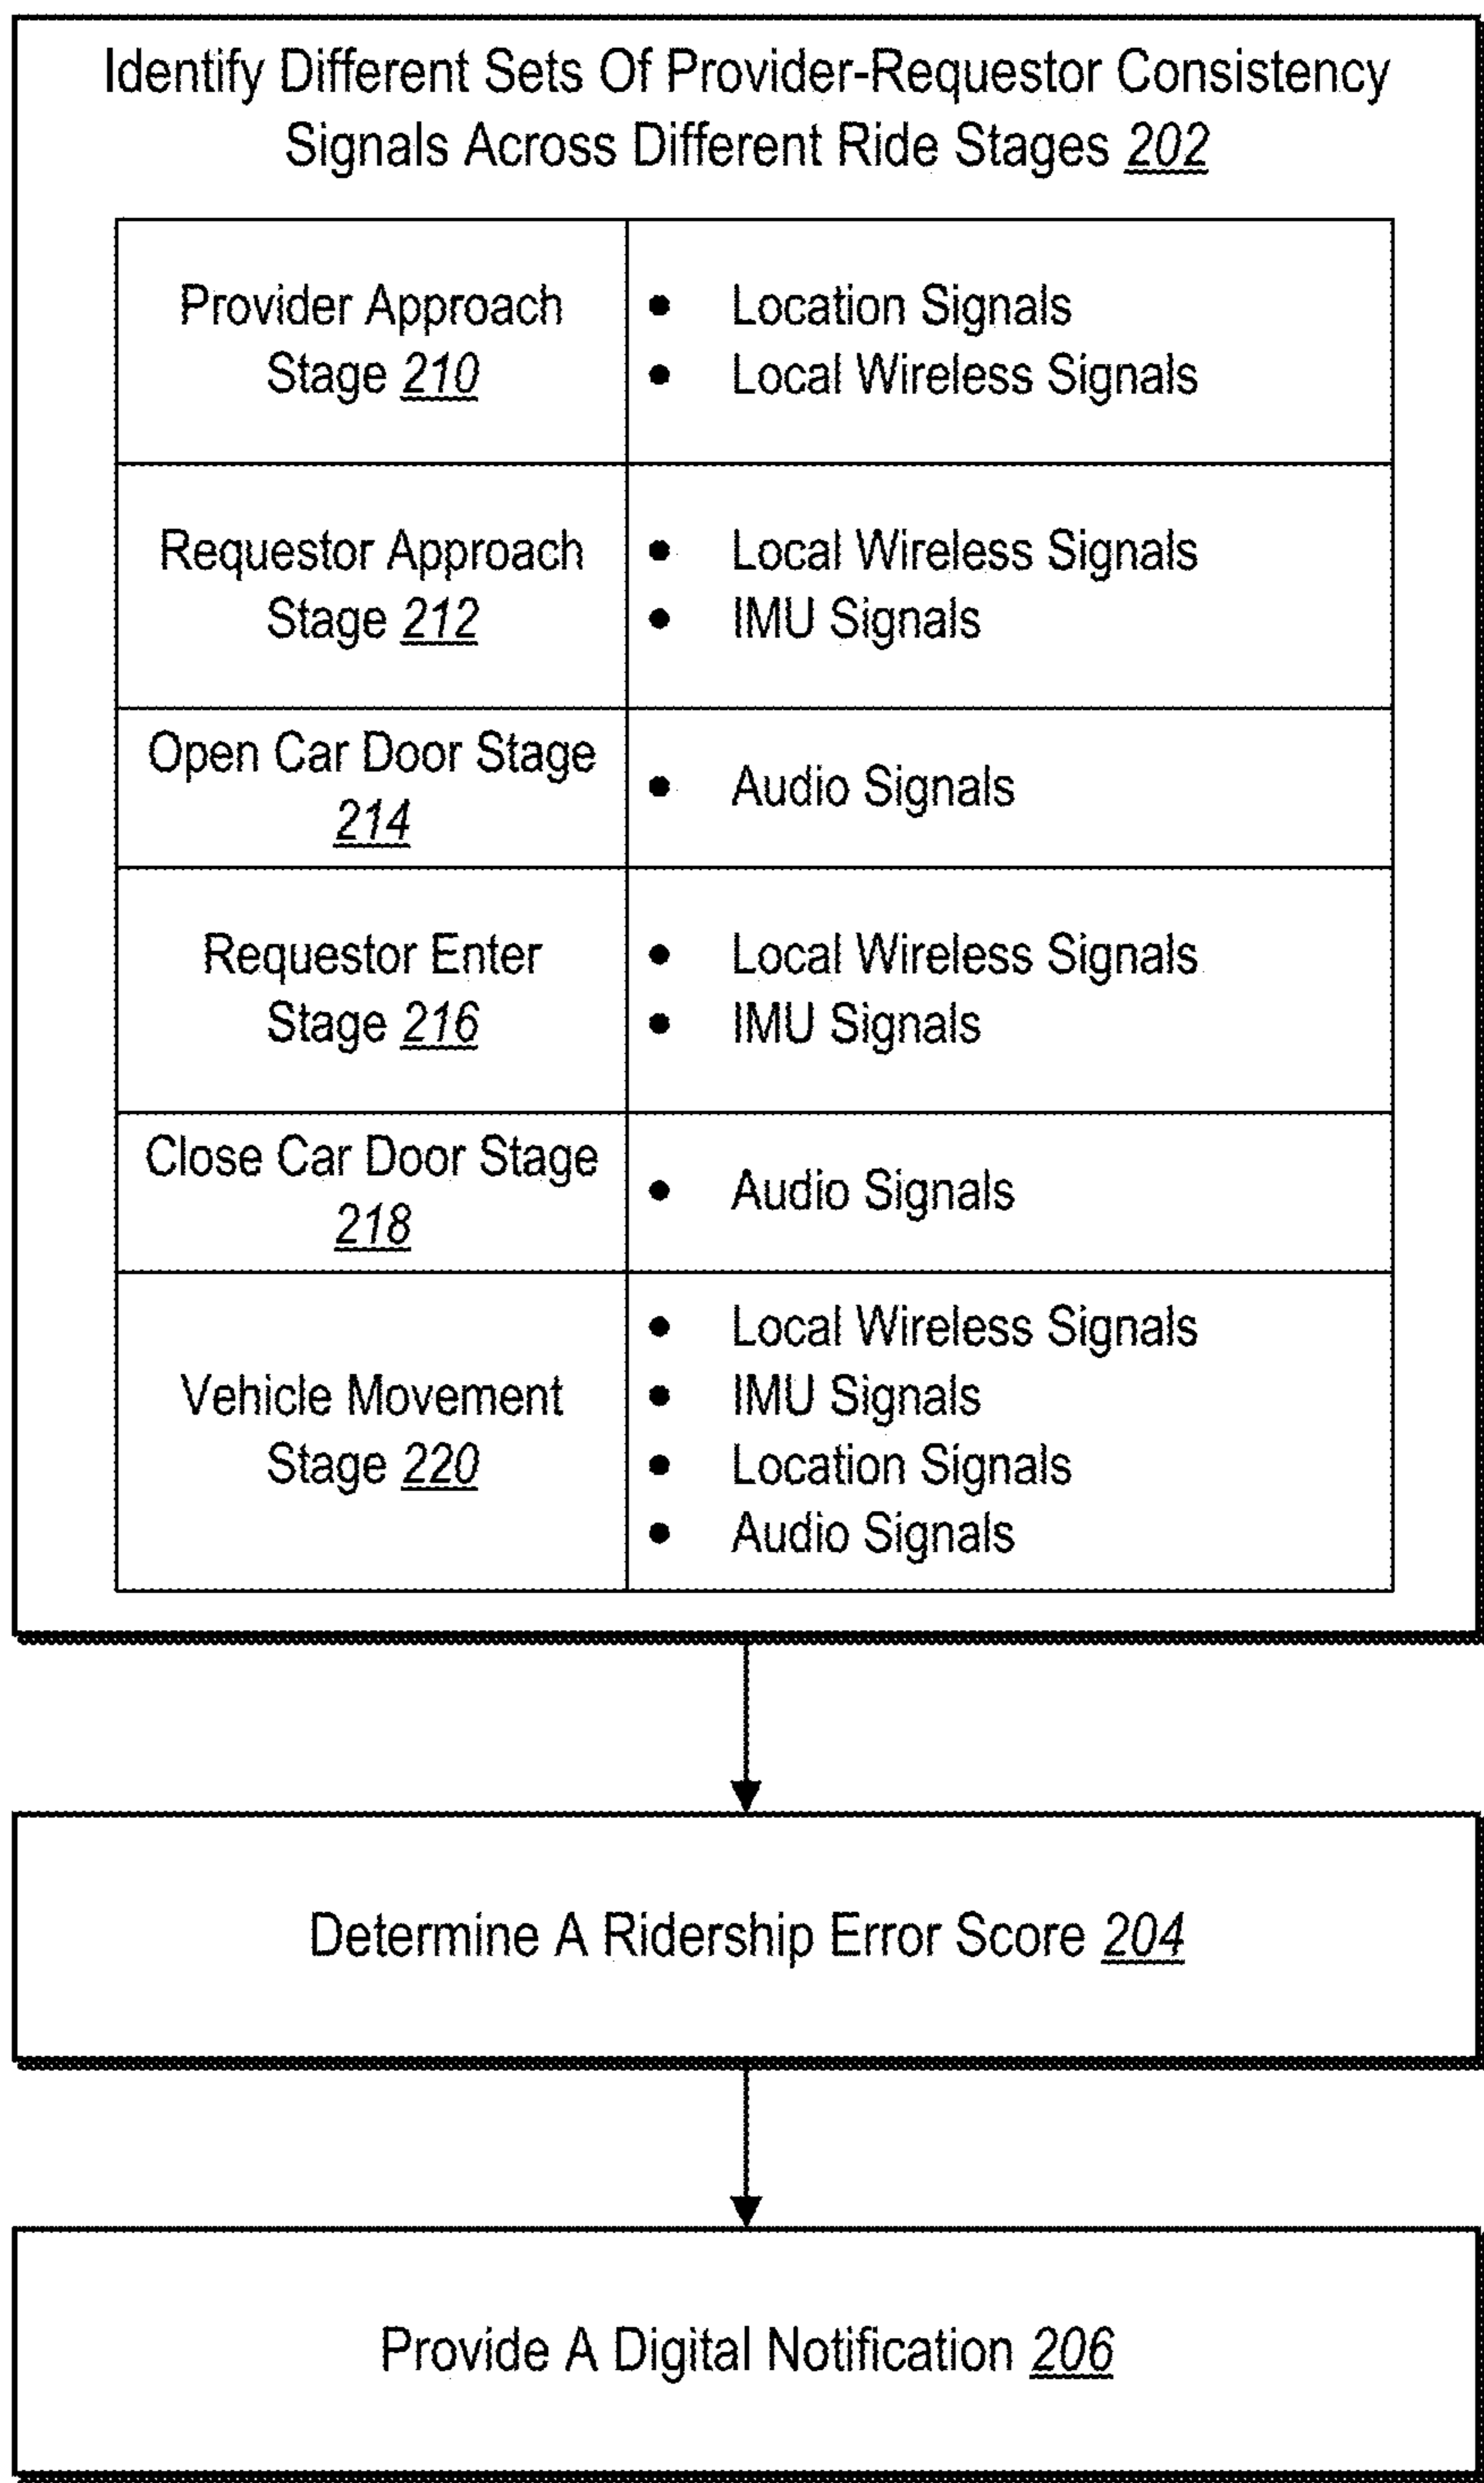 Identify Different Sets Of Provider-Requestor Consistency
Signals Across Different Ride Stages 202
Provider Approach
Stage 210
• Location Signals
• Local Wireless Signals
Requestor Approach
Stage 212
• Local Wireless Signals
• IMU Signals
Open Car Door Stage
214
• Audio Signals
Requestor Enter
Stage 216
• Local Wireless Signals
• IMU Signals
Close Car Door Stage
218
• Audio Signals
Vehicle Movement
Stage 220
• Local Wireless Signals
• IMU Signals
• Location Signals
• Audio Signals
Determine A Ridership Error Score 204
Provide A Digital Notification 206